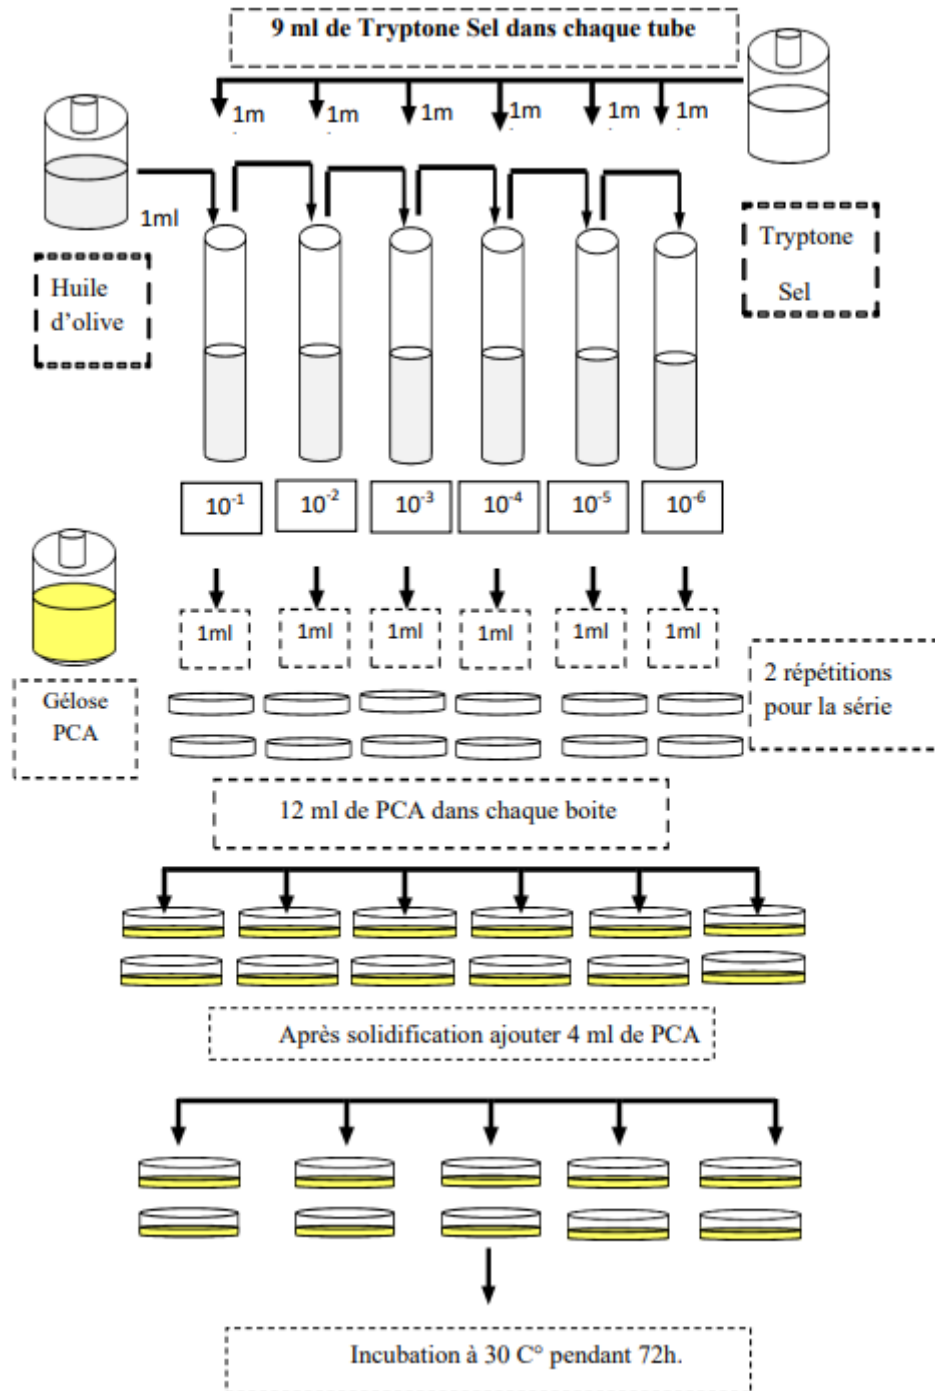 9 ml de Tryptone Sel dans chaque tube
1m 1m 1m 1m 1m 1m
1ml
Huile
d’olive
Tryptone
Sel
10⁻¹ 10⁻² 10⁻³ 10⁻⁴ 10⁻⁵ 10⁻⁶
1ml 1ml 1ml 1ml 1ml 1ml
Gélose
PCA
2 répétitions
pour la série
12 ml de PCA dans chaque boite
Après solidification ajouter 4 ml de PCA
Incubation à 30 C° pendant 72h.